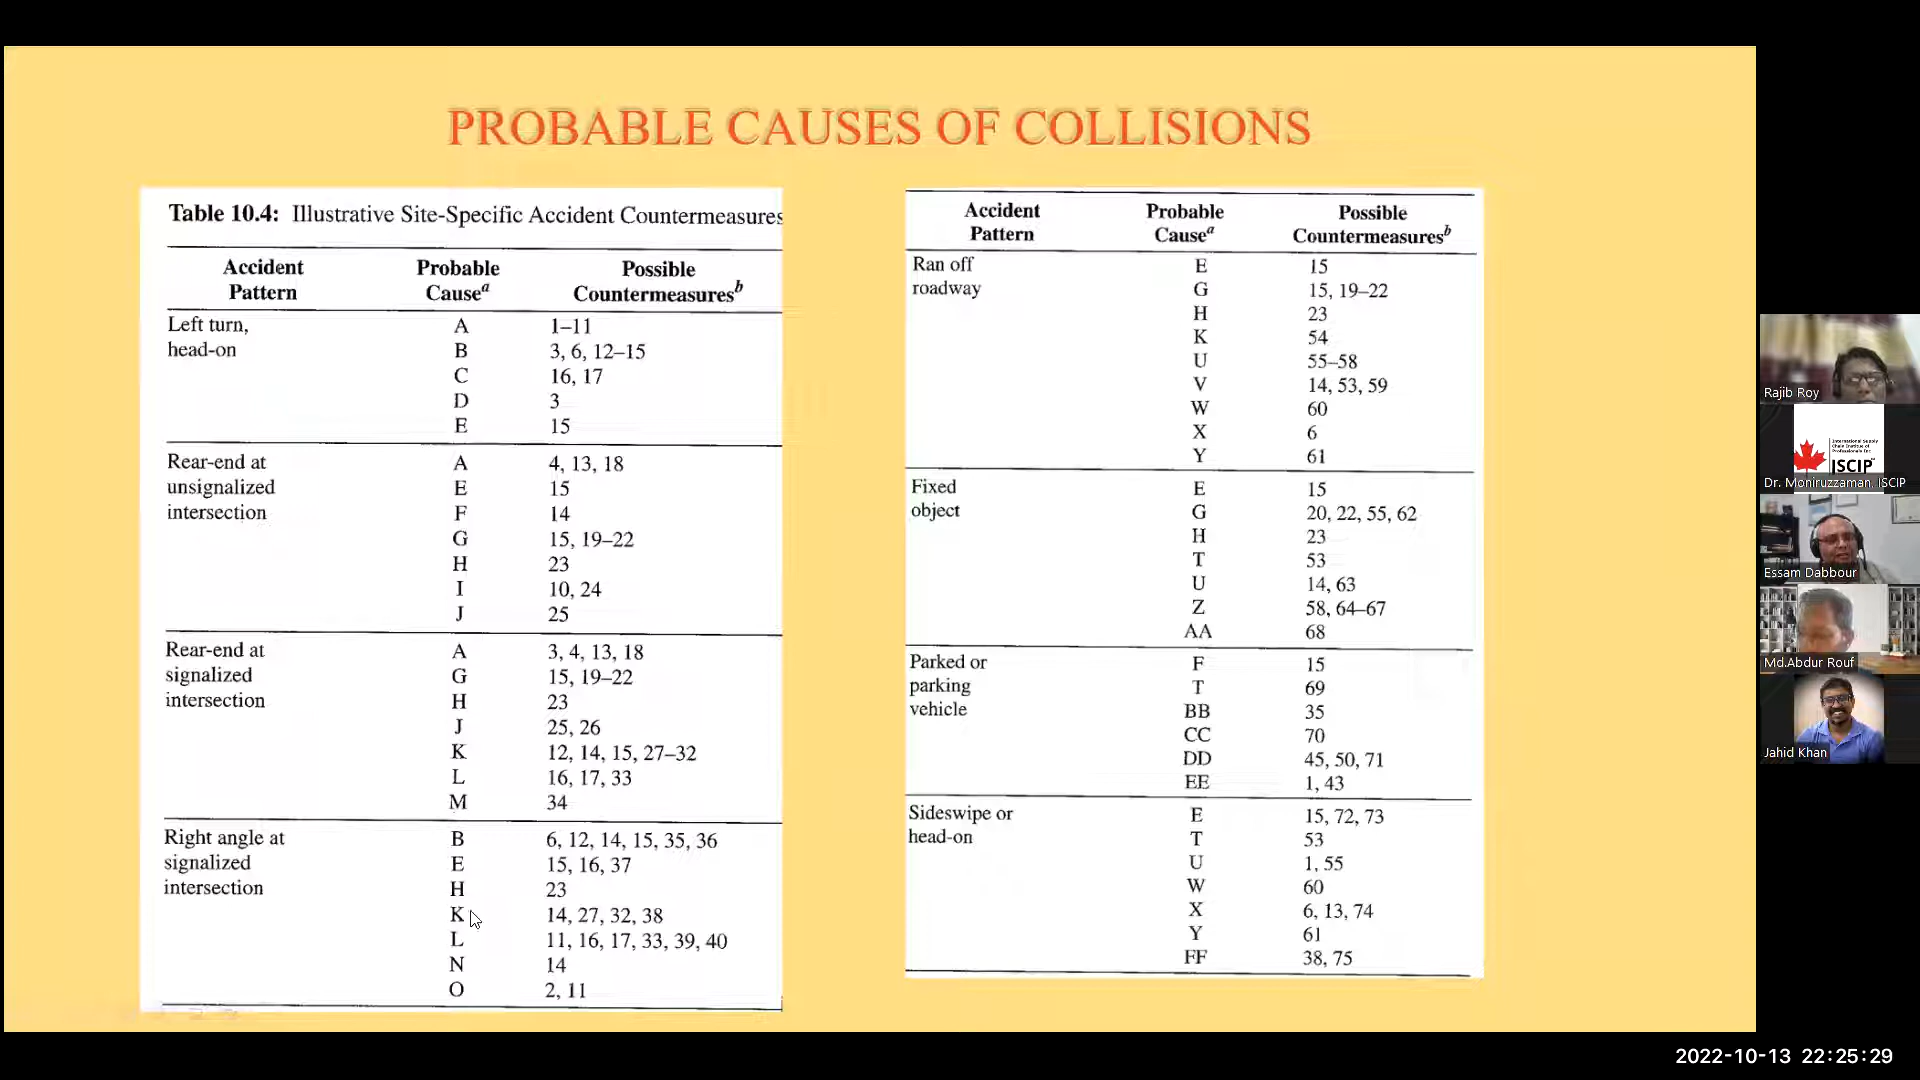 PROBABLE CAUSES OF COLLISIONS
Table 10.4: Illustrative Site-Specific Accident Countermeasures
Accident Probable Possible
Pattern Cause^a Countermeasures^b
Left turn, A 1–11
head-on B 3, 6, 12–15
C 16, 17
D 3
E 15
Rear-end at A 4, 13, 18
unsignalized E 15
intersection F 14
G 15, 19–22
H 23
I 10, 24
J 25
Rear-end at A 3, 4, 13, 18
signalized G 15, 19–22
intersection H 23
J 25, 26
K 12, 14, 15, 27–32
L 16, 17, 33
M 34
Right angle at B 6, 12, 14, 15, 35, 36
signalized E 15, 16, 37
intersection H 23
K 14, 27, 32, 38
L 11, 16, 17, 33, 39, 40
N 14
O 2, 11
Accident Probable Possible
Pattern Cause^a Countermeasures^b
Ran off E 15
roadway G 15, 19–22
H 23
K 54
U 55–58
V 14, 53, 59
W 60
X 6
Y 61
Fixed E 15
object G 20, 22, 55, 62
H 23
T 53
U 14, 63
Z 58, 64–67
AA 68
Parked or F 15
parking T 69
vehicle BB 35
CC 70
DD 45, 50, 71
EE 1, 43
Sideswipe or E 15, 72, 73
head-on T 53
U 1, 55
W 60
X 6, 13, 74
Y 61
FF 38, 75
Rajib Roy
International Supply
Chain Institute of
Professionals Inc
ISCIP
Dr. Moniruzzaman, ISCIP
Essam Dabbour
Md.Abdur Rouf
Jahid Khan
2022-10-13 22:25:29